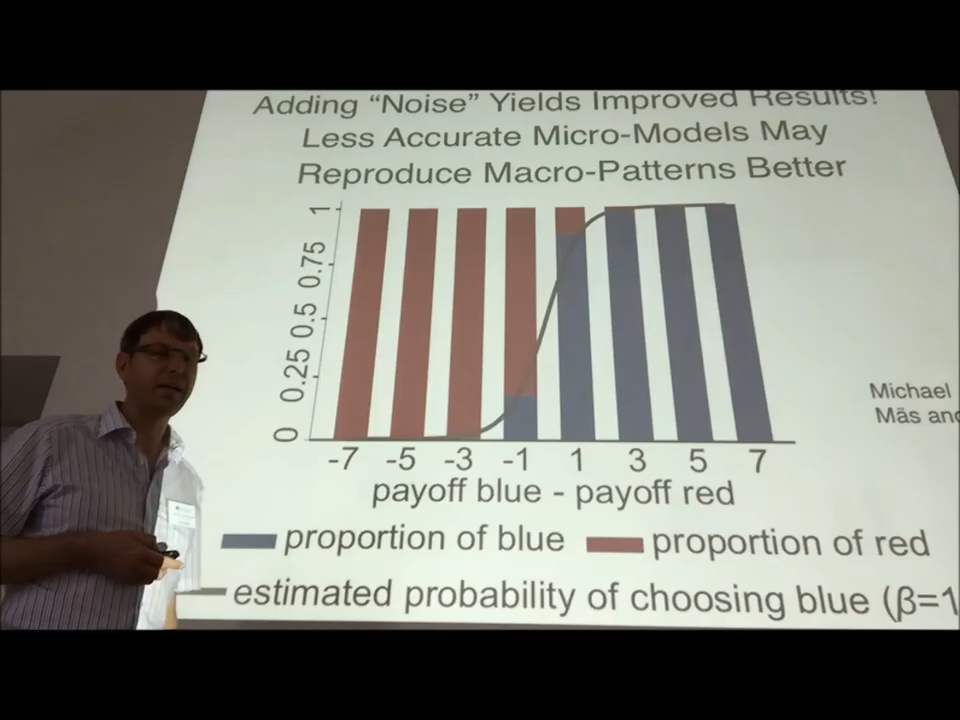 Adding “Noise” Yields Improved Results!
Less Accurate Micro-Models May
Reproduce Macro-Patterns Better
1
0.75
0.5
0.25
0
-7 -5 -3 -1 1 3 5 7
payoff blue - payoff red
Michael
Mäs and
proportion of blue proportion of red
estimated probability of choosing blue (β=1